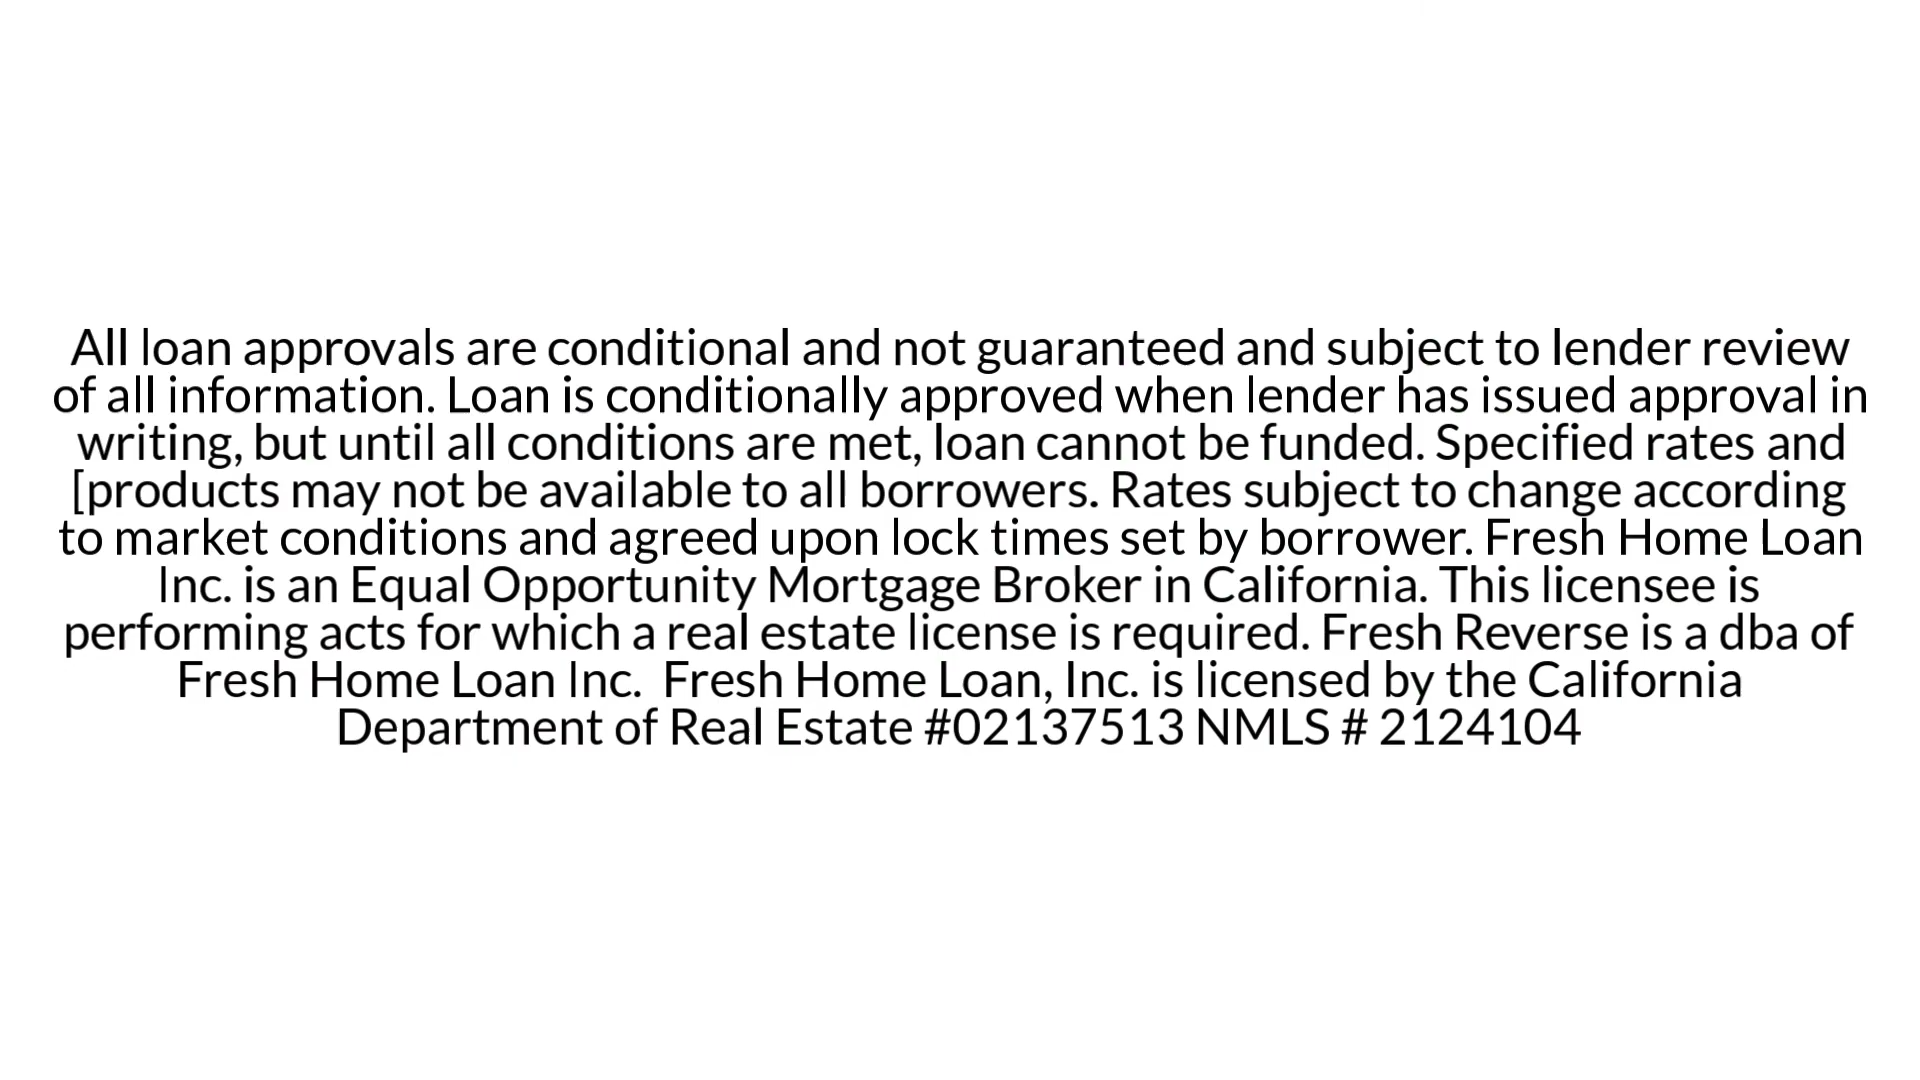 All loan approvals are conditional and not guaranteed and subject to lender review
of all information. Loan is conditionally approved when lender has issued approval in
writing, but until all conditions are met, loan cannot be funded. Specified rates and
[products may not be available to all borrowers. Rates subject to change according
to market conditions and agreed upon lock times set by borrower. Fresh Home Loan
Inc. is an Equal Opportunity Mortgage Broker in California. This licensee is
performing acts for which a real estate license is required. Fresh Reverse is a dba of
Fresh Home Loan Inc.  Fresh Home Loan, Inc. is licensed by the California
Department of Real Estate #02137513 NMLS # 2124104